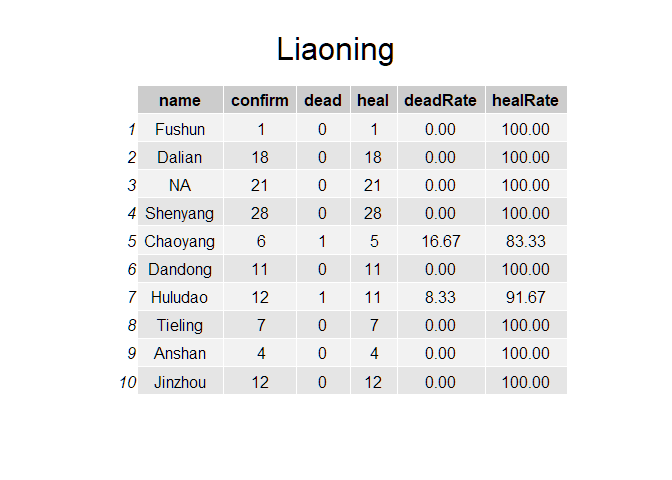 Liaoning
name confirm dead heal deadRate healRate
1 Fushun 1 0 1 0.00 100.00
2 Dalian 18 0 18 0.00 100.00
3 NA 21 0 21 0.00 100.00
4 Shenyang 28 0 28 0.00 100.00
5 Chaoyang 6 1 5 16.67 83.33
6 Dandong 11 0 11 0.00 100.00
7 Huludao 12 1 11 8.33 91.67
8 Tieling 7 0 7 0.00 100.00
9 Anshan 4 0 4 0.00 100.00
10 Jinzhou 12 0 12 0.00 100.00